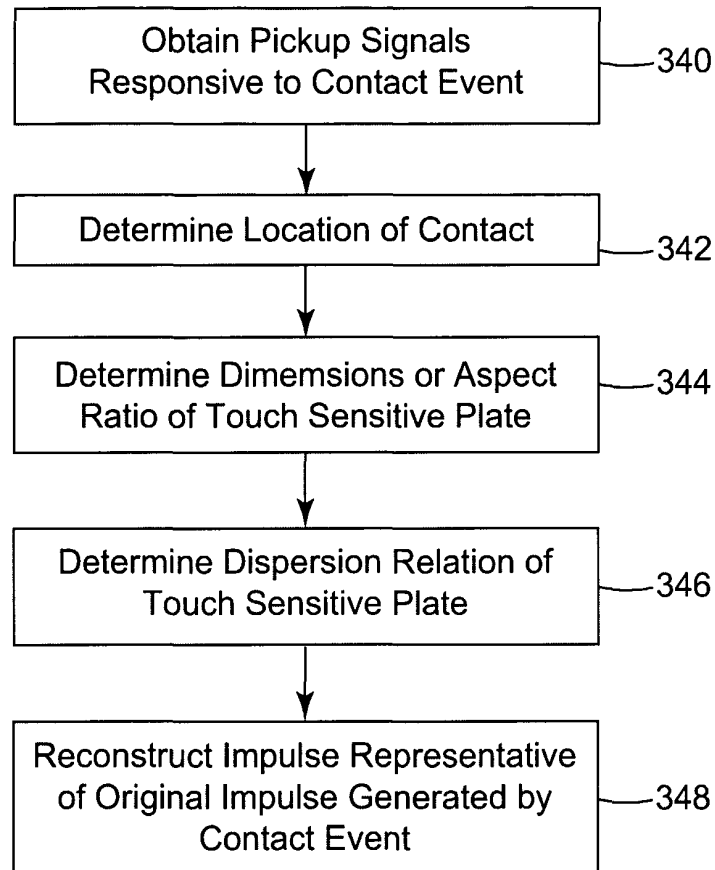 Obtain Pickup Signals
Responsive to Contact Event
340
Determine Location of Contact
342
Determine Dimemsions or Aspect
Ratio of Touch Sensitive Plate
344
Determine Dispersion Relation of
Touch Sensitive Plate
346
Reconstruct Impulse Representative
of Original Impulse Generated by
Contact Event
348